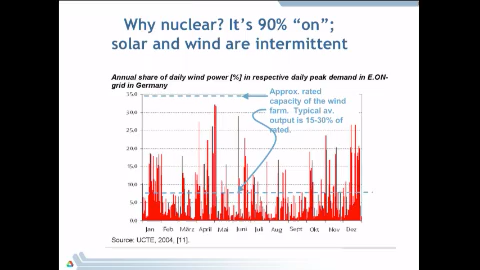 Why nuclear? It's 90% "on";
solar and wind are intermittent
Annual share of daily wind power [%] in respective daily peak demand in E.ON-
grid in Germany
Approx. rated
capacity of the wind
farm. Typical av.
output is 15-30% of
rated.
35.0
30.0
25.0
20.0
15.0
10.0
5.0
0.0
Jan Feb März April Mai Juni Juli Aug Sept Okt Nov Dez
Source: UCTE, 2004, [11].